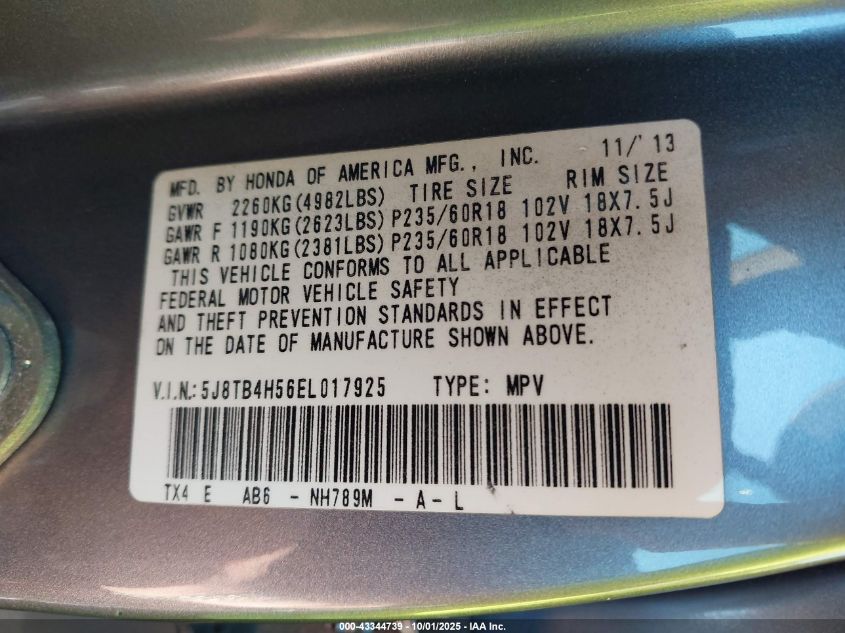 11/'13
MFD. BY HONDA OF AMERICA MFG., INC.
GVWR 2260KG(4982LBS) TIRE SIZE RIM SIZE
GAWR F 1190KG(2623LBS) P235/60R18 102V 18X7.5J
GAWR R 1080KG(2381LBS) P235/60R18 102V 18X7.5J
THIS VEHICLE CONFORMS TO ALL APPLICABLE
FEDERAL MOTOR VEHICLE SAFETY
AND THEFT PREVENTION STANDARDS IN EFFECT
ON THE DATE OF MANUFACTURE SHOWN ABOVE.
V.I.N.: 5J8TB4H56EL017925 TYPE: MPV
TX4 E AB6 - NH789M - A - L
000-43344739 - 10/01/2025 - IAA Inc.